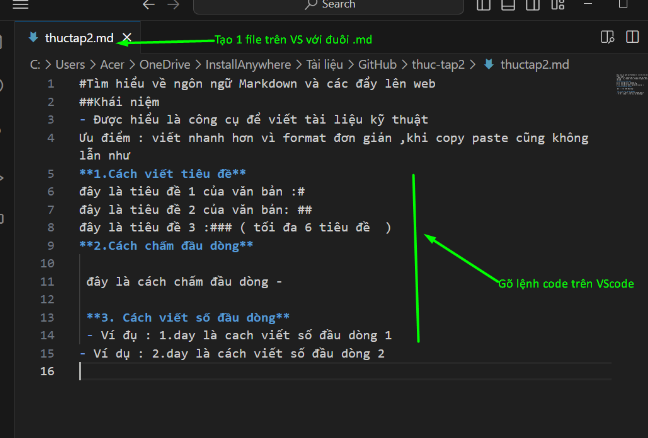 Search
thuctap2.md
Tạo 1 file trên VS với đuôi .md
C: > Users > Acer > OneDrive > InstallAnywhere > Tài liệu > GitHub > thuc-tap2 > thuctap2.md
1 #Tìm hiểu về ngôn ngữ Markdown và các đẩy lên web
2 ##Khái niệm
3 - Được hiểu là công cụ để viết tài liệu kỹ thuật
4 Ưu điểm : viết nhanh hơn vì format đơn giản ,khi copy paste cũng không
lẫn như
5 **1.Cách viết tiêu đề**
6 đây là tiêu đề 1 của văn bản :#
7 đây là tiêu đề 2 của văn bản: ##
8 đây là tiêu đề 3 :### ( tối đa 6 tiêu đề  )
9 **2.Cách chấm đầu dòng**
10
11 đây là cách chấm đầu dòng -
12
Gõ lệnh code trên VScode
13 **3. Cách viết số đầu dòng**
14 - Ví đụ : 1.day là cach viết số đầu dòng 1
15 - Ví dụ : 2.day là cách viết số đầu dòng 2
16